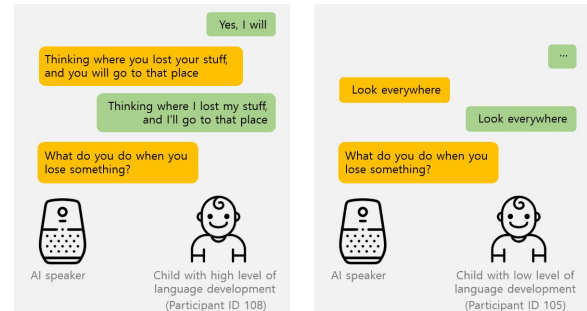 Yes, I will
Thinking where you lost your stuff,
and you will go to that place
Thinking where I lost my stuff,
and I'll go to that place
What do you do when you
lose something?
AI speaker
Child with high level of
language development
(Participant ID 108)
...
Look everywhere
Look everywhere
What do you do when you
lose something?
AI speaker
Child with low level of
language development
(Participant ID 105)